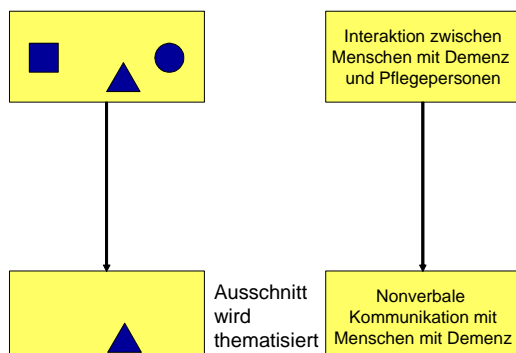 Interaktion zwischen
Menschen mit Demenz
und Pflegepersonen
Ausschnitt
wird
thematisiert
Nonverbale
Kommunikation mit
Menschen mit Demenz